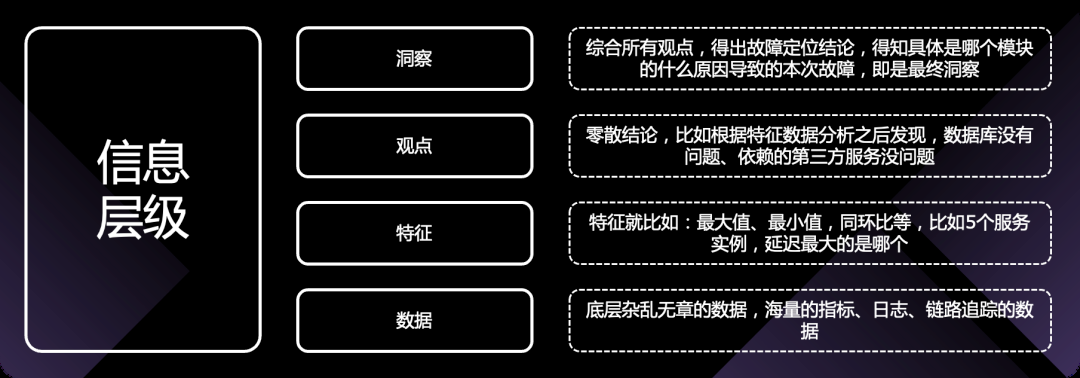 信息
层级
洞察
综合所有观点，得出故障定位结论，得知具体是哪个模块
的什么原因导致的本次故障，即是最终洞察
观点
零散结论，比如根据特征数据分析之后发现，数据库没有
问题、依赖的第三方服务没问题
特征
特征就比如：最大值、最小值，同环比等，比如5个服务
实例，延迟最大的是哪个
数据
底层杂乱无章的数据，海量的指标、日志、链路追踪的数
据